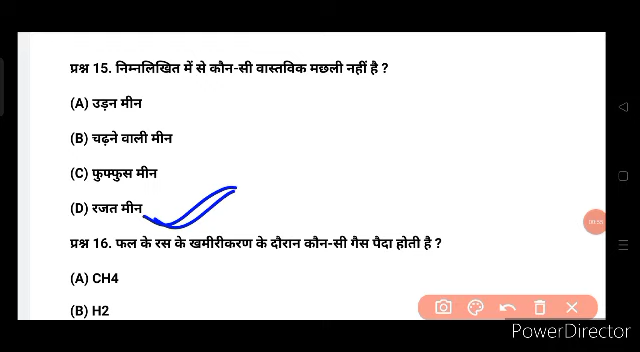 प्रश्न 15. निम्नलिखित में से कौन-सी वास्तविक मछली नहीं है ?
(A) उड़न मीन
(B) चढ़ने वाली मीन
(C) फुफ्फुस मीन
(D) रजत मीन
प्रश्न 16. फल के रस के खमीरीकरण के दौरान कौन-सी गैस पैदा होती है ?
(A) CH4
(B) H2
PowerDirector